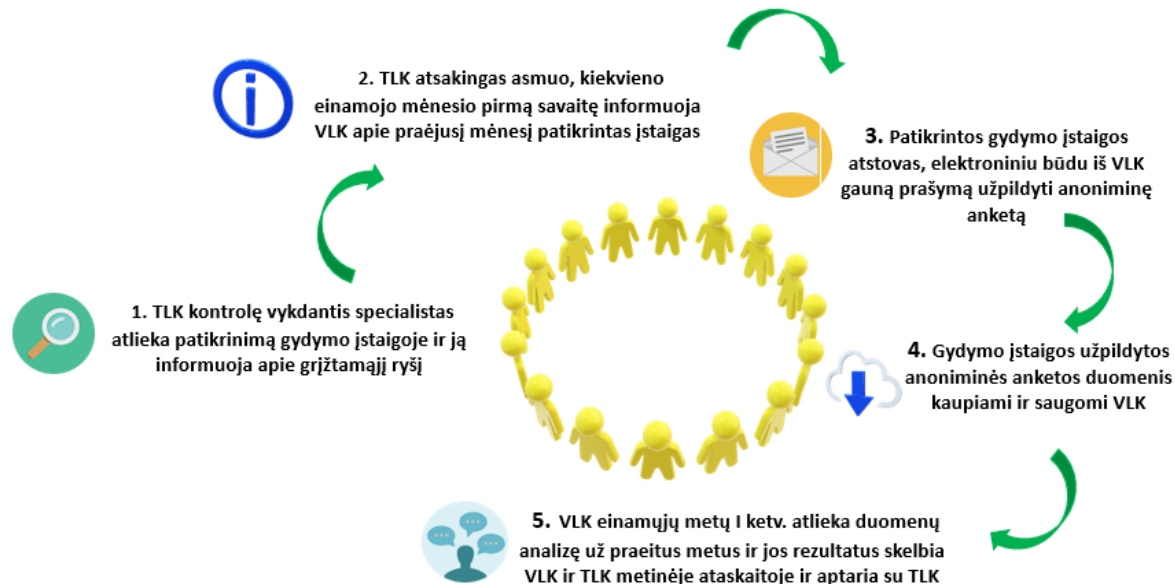 1. TLK kontrolę vykdantis specialistas
atlieka patikrinimą gydymo įstaigoje ir ją
informuoja apie grįžtamąjį ryšį
2. TLK atsakingas asmuo, kiekvieno
einamojo mėnesio pirmą savaitę informuoja
VLK apie praėjusį mėnesį patikrintas įstaigas
3. Patikrintos gydymo įstaigos
atstovas, elektroniniu būdu iš VLK
gauną prašymą užpildyti anoniminę
anketą
4. Gydymo įstaigos užpildytos
anoniminės anketos duomenis
kaupiami ir saugomi VLK
5. VLK einamųjų metų I ketv. atlieka duomenų
analizę už praeitus metus ir jos rezultatus skelbia
VLK ir TLK metinėje ataskaitoje ir aptaria su TLK